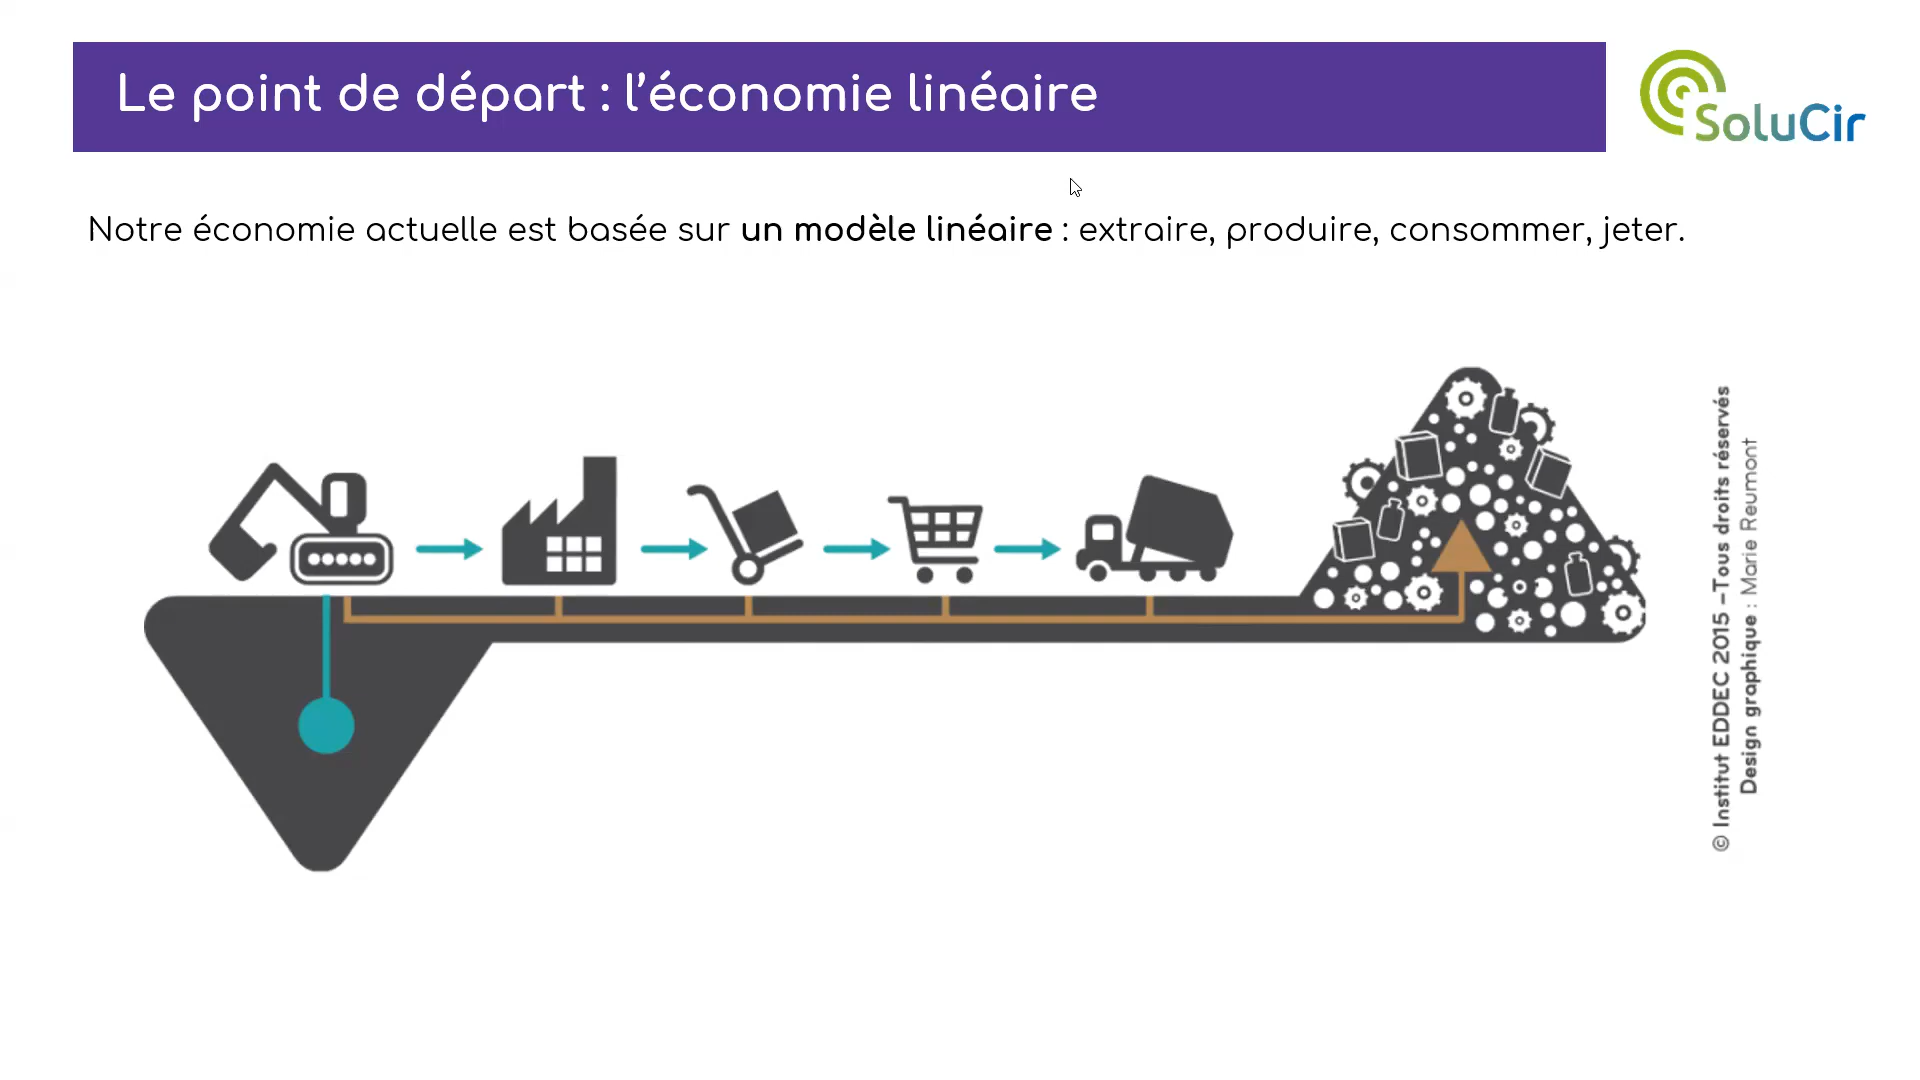 Le point de départ : l’économie linéaire
SoluCir
Notre économie actuelle est basée sur un modèle linéaire : extraire, produire, consommer, jeter.
© Institut EDDEC 2015 –Tous droits réservés
Design graphique : Marie Reumont